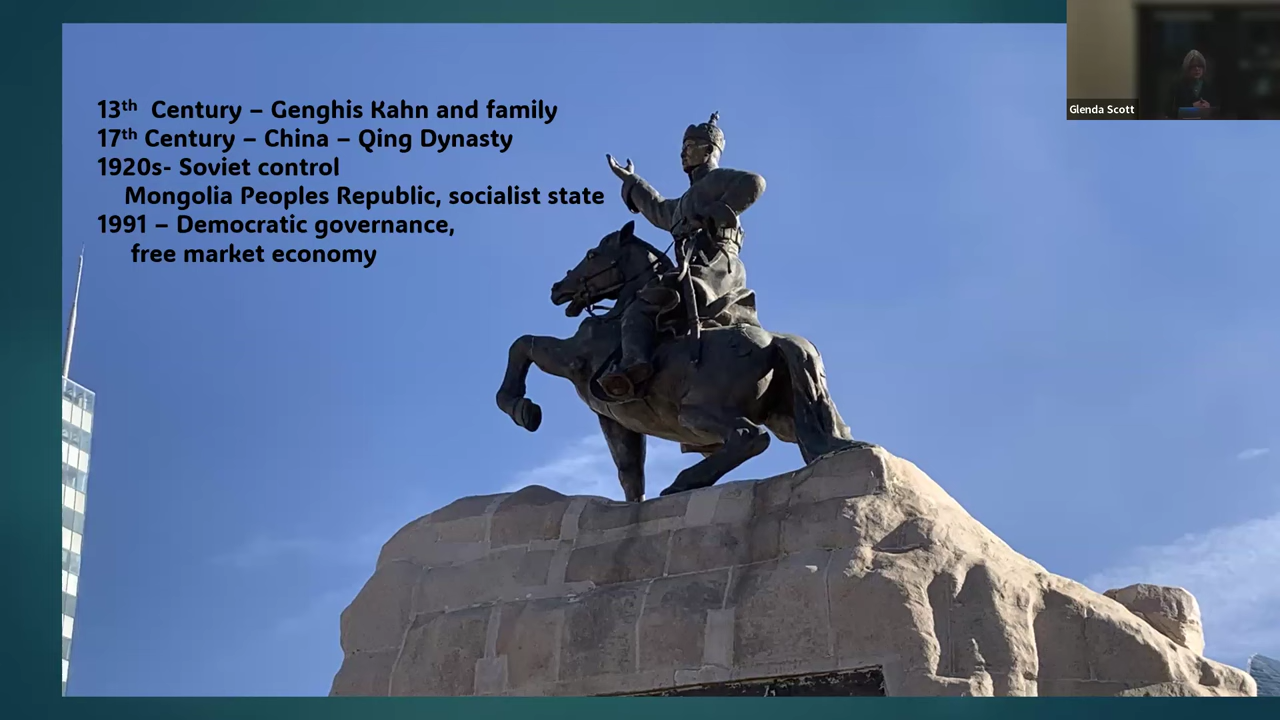 13th Century – Genghis Kahn and family
17th Century – China – Qing Dynasty
1920s- Soviet control
Mongolia Peoples Republic, socialist state
1991 – Democratic governance,
free market economy
Glenda Scott